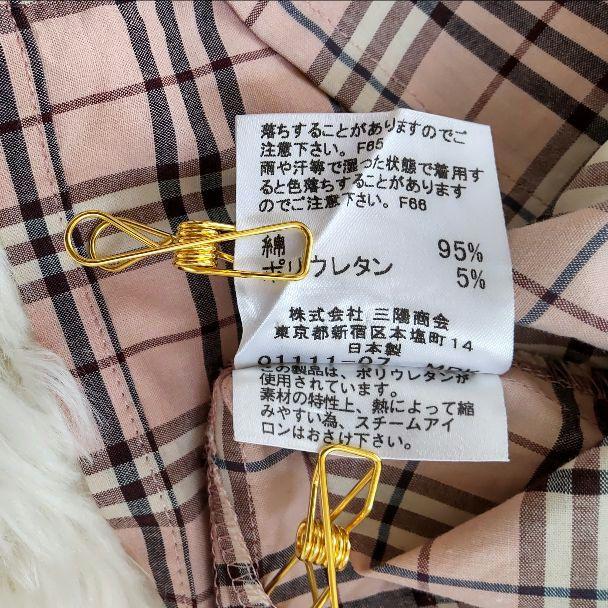 落ちすることがありますのでご
注意下さい。F65
雨や汗等で湿った状態で着用す
ると色落ちすることがあります
のでご注意下さい。F66
綿 95%
ポリウレタン 5%
株式会社 三陽商会
東京都新宿区本塩町14
日本製
この製品は、ポリウレタンが
使用されています。
素材の特性上、熱によって縮
みやすい為、スチームアイ
ロンはおさけ下さい。